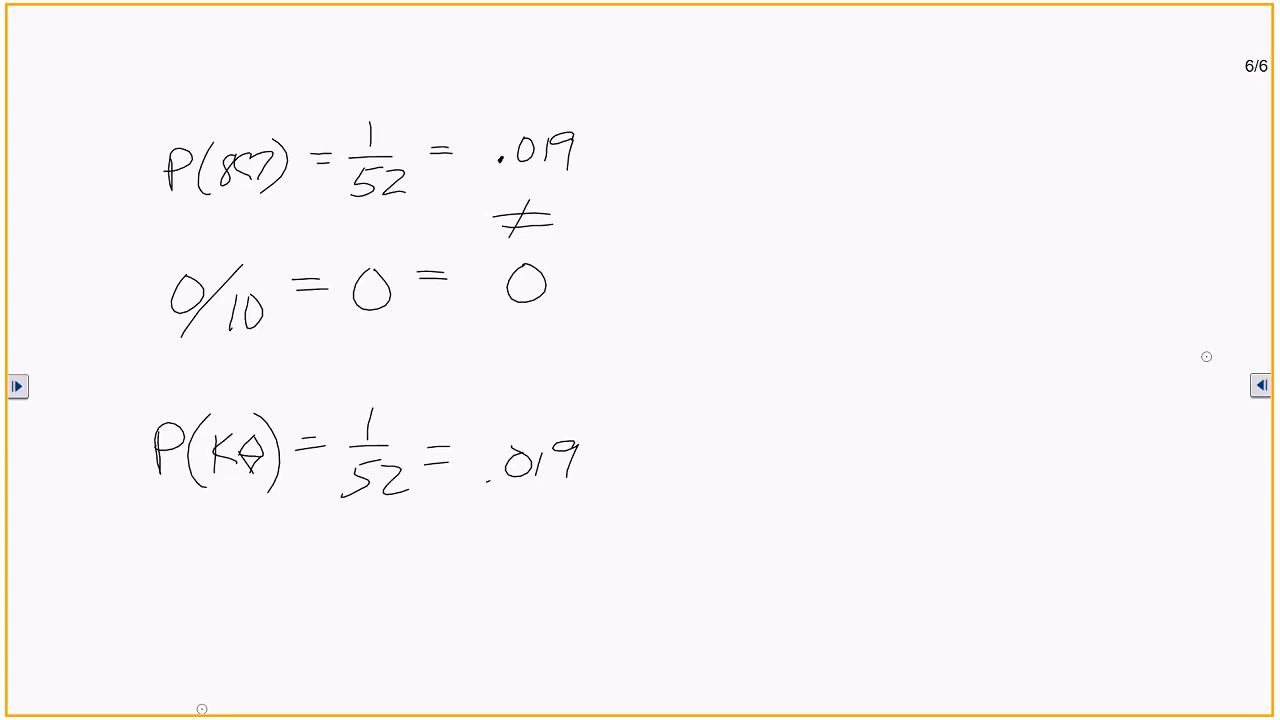 6/6
P(8♡) = 1/52 = .019
≠
0/10 = 0 = 0
P(K♢) = 1/52 = .019